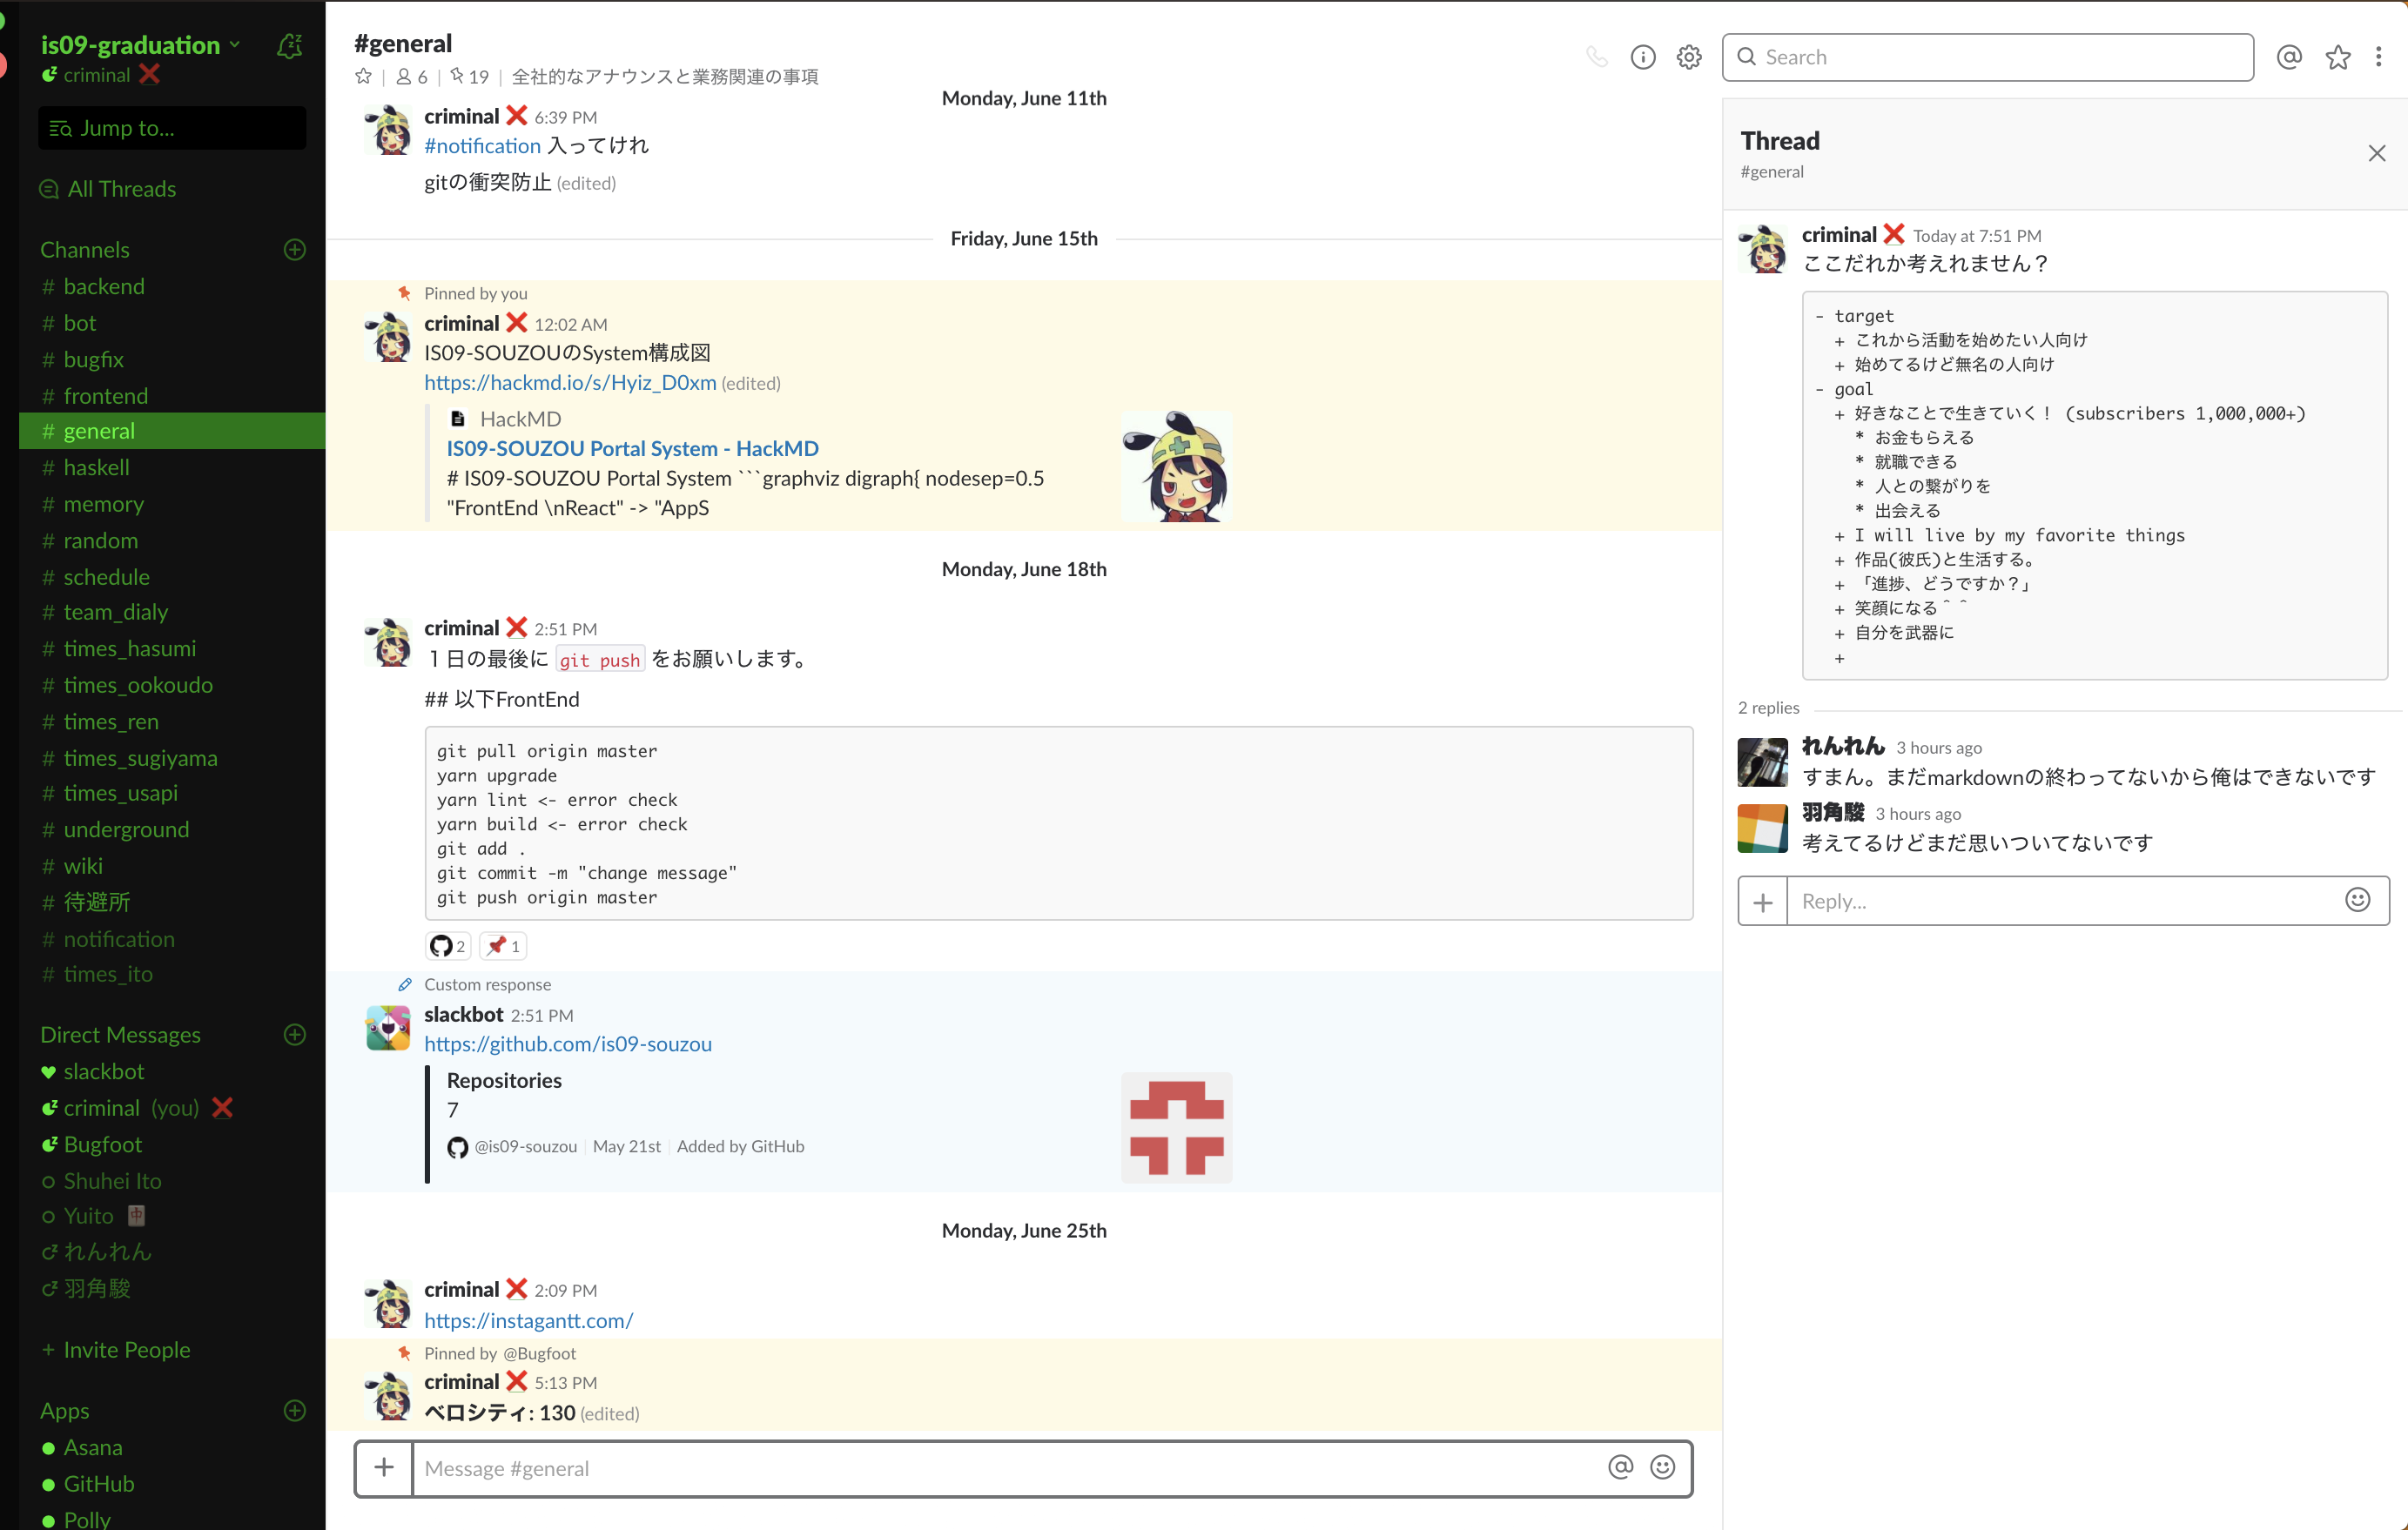 is09-graduation
criminal
Jump to...
All Threads
Channels
# backend
# bot
# bugfix
# frontend
# general
# haskell
# memory
# random
# schedule
# team_dialy
# times_hasumi
# times_ookoudo
# times_ren
# times_sugiyama
# times_usapi
# underground
# wiki
# 待避所
# notification
# times_ito
Direct Messages
slackbot
criminal (you)
Bugfoot
Shuhei Ito
Yuito 🀄
れんれん
羽角駿
+ Invite People
Apps
Asana
GitHub
Polly
#general
6 | 19 | 全社的なアナウンスと業務関連の事項
Monday, June 11th
criminal 6:39 PM
#notification 入ってけれ
gitの衝突防止 (edited)
Friday, June 15th
Pinned by you
criminal 12:02 AM
IS09-SOUZOUのSystem構成図
https://hackmd.io/s/Hyiz_D0xm (edited)
HackMD
IS09-SOUZOU Portal System - HackMD
# IS09-SOUZOU Portal System ```graphviz digraph{ nodesep=0.5
"FrontEnd \nReact" -> "AppS
Monday, June 18th
criminal 2:51 PM
１日の最後に git push をお願いします。
## 以下FrontEnd
git pull origin master
yarn upgrade
yarn lint <- error check
yarn build <- error check
git add .
git commit -m "change message"
git push origin master
2 1
Custom response
slackbot 2:51 PM
https://github.com/is09-souzou
Repositories
7
@is09-souzou | May 21st | Added by GitHub
Monday, June 25th
criminal 2:09 PM
https://instagantt.com/
Pinned by @Bugfoot
criminal 5:13 PM
ベロシティ: 130 (edited)
Message #general
Search
Thread
#general
criminal Today at 7:51 PM
ここだれか考えれません？
- target
+ これから活動を始めたい人向け
+ 始めてるけど無名の人向け
- goal
+ 好きなことで生きていく！ (subscribers 1,000,000+)
* お金もらえる
* 就職できる
* 人との繋がりを
* 出会える
+ I will live by my favorite things
+ 作品(彼氏)と生活する。
+ 「進捗、どうですか？」
+ 笑顔になる＾＾
+ 自分を武器に
+
2 replies
れんれん 3 hours ago
すまん。まだmarkdownの終わってないから俺はできないです
羽角駿 3 hours ago
考えてるけどまだ思いついてないです
Reply...